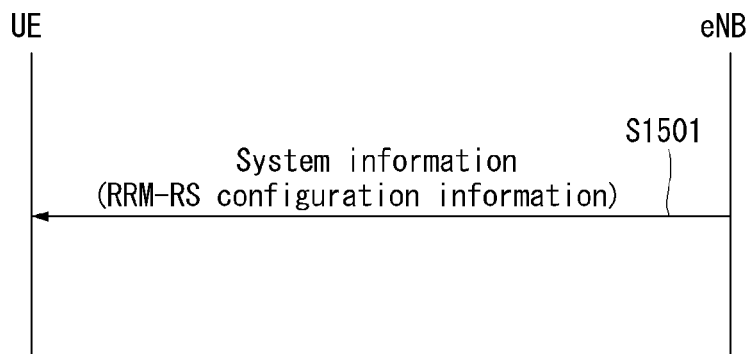 UE
eNB
S1501
System information
(RRM-RS configuration information)